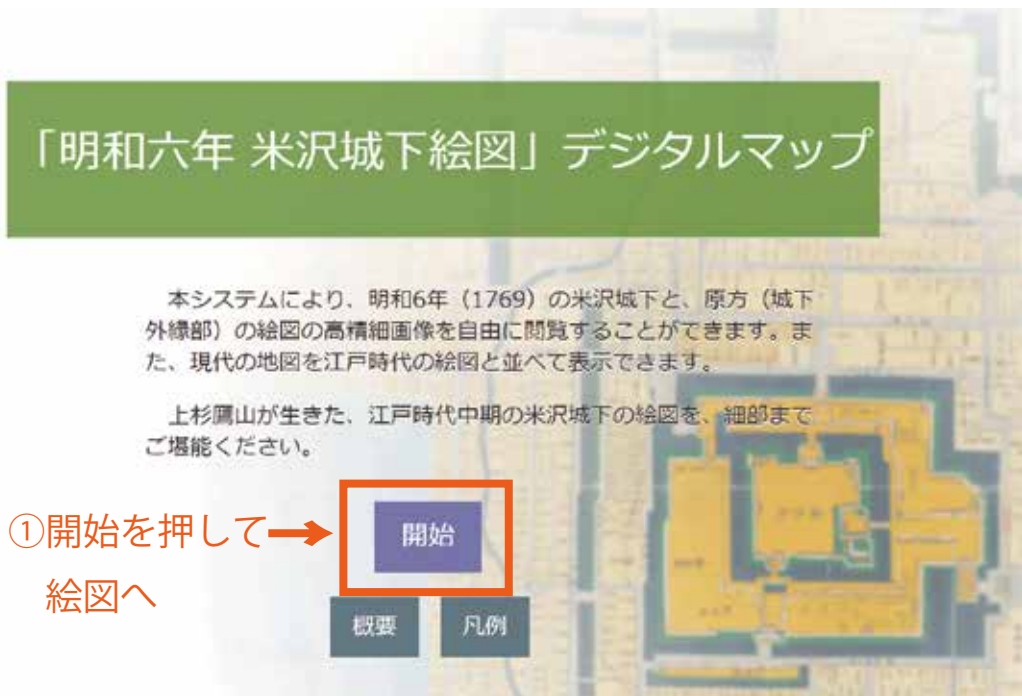 「明和六年 米沢城下絵図」デジタルマップ
本システムにより、明和6年（1769）の米沢城下と、原方（城下
外縁部）の絵図の高精細画像を自由に閲覧することができます。ま
た、現代の地図を江戸時代の絵図と並べて表示できます。
上杉鷹山が生きた、江戸時代中期の米沢城下の絵図を、細部まで
ご堪能ください。
①開始を押して
絵図へ
開始
概要
凡例